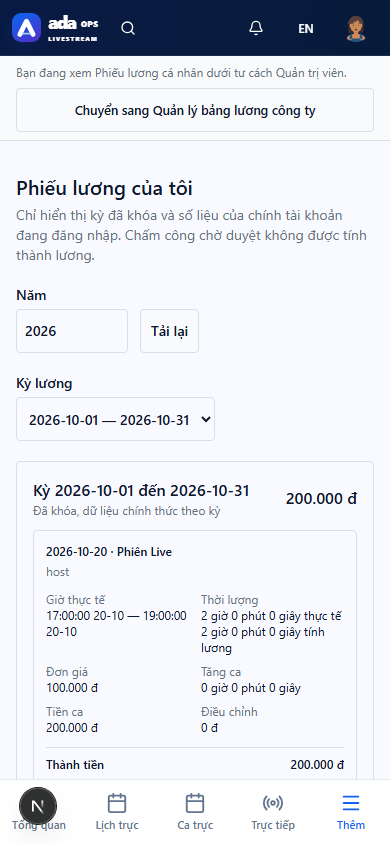 ada OPS
LIVESTREAM
EN
Bạn đang xem Phiếu lương cá nhân dưới tư cách Quản trị viên.
Chuyển sang Quản lý bảng lương công ty
Phiếu lương của tôi
Chỉ hiển thị kỳ đã khóa và số liệu của chính tài khoản
đang đăng nhập. Chấm công chờ duyệt không được tính
thành lương.
Năm
2026
Tải lại
Kỳ lương
2026-10-01 — 2026-10-31
Kỳ 2026-10-01 đến 2026-10-31
200.000 đ
Đã khóa, dữ liệu chính thức theo kỳ
2026-10-20 · Phiên Live
host
Giờ thực tế
17:00:00 20-10 — 19:00:00
20-10
Thời lượng
2 giờ 0 phút 0 giây thực tế
2 giờ 0 phút 0 giây tính
lương
Đơn giá
100.000 đ
Tăng ca
0 giờ 0 phút 0 giây
Tiền ca
200.000 đ
Điều chỉnh
0 đ
Thành tiền
200.000 đ
N
Tổng quan
Lịch trực
Ca trực
Trực tiếp
Thêm